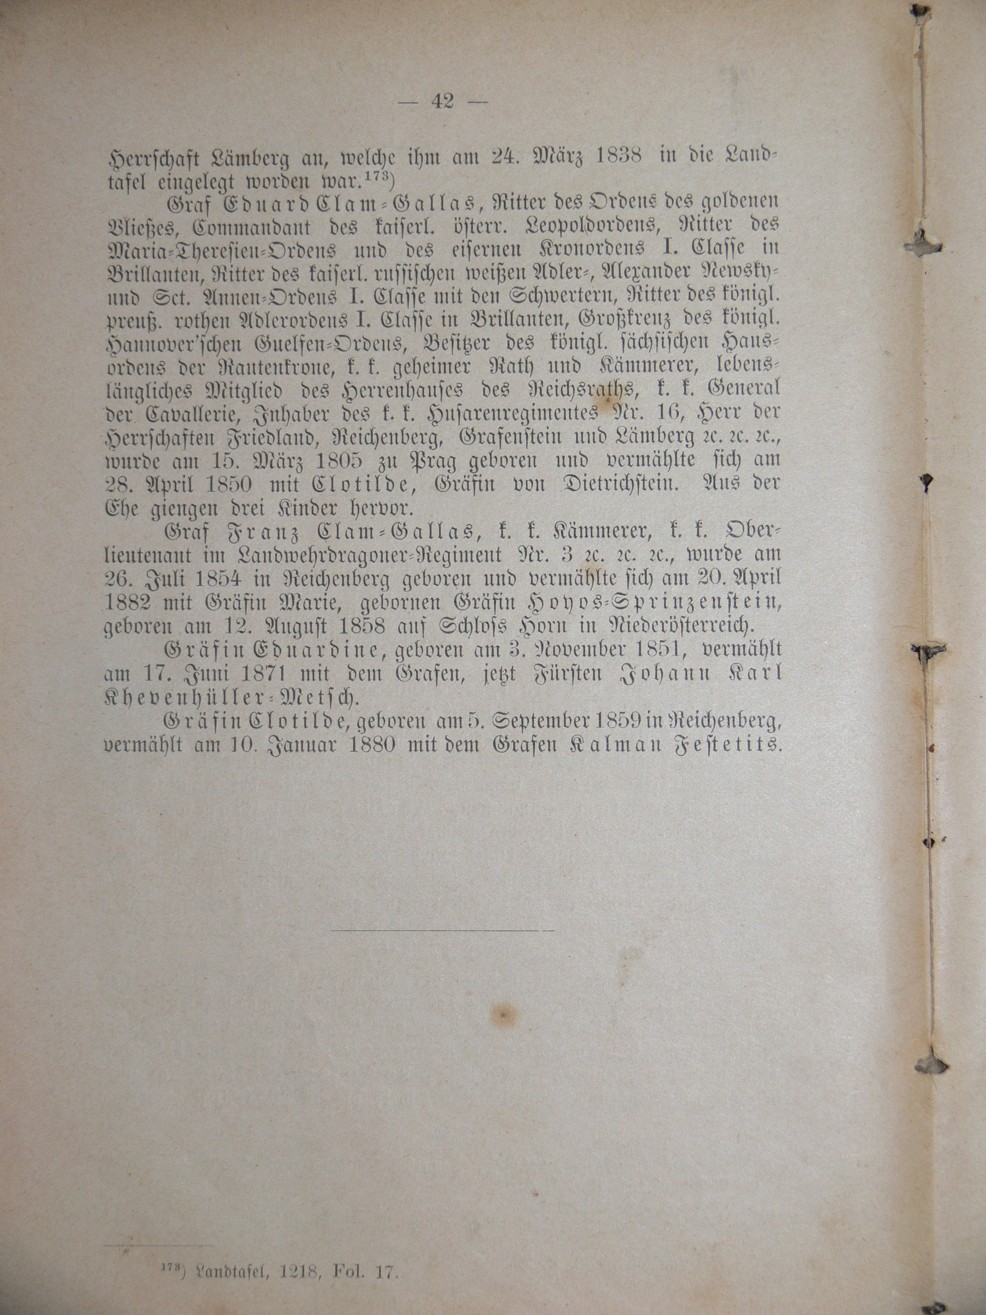 — 42 —
Herrschaft Lämberg an, welche ihm am 24. März 1838 in die Land-
tafel eingelegt worden war.¹⁷³)
Graf Eduard Clam-Gallas, Ritter des Ordens des goldenen
Vließes, Commandant des kaiserl. österr. Leopoldordens, Ritter des
Maria-Theresien-Ordens und des eisernen Kronordens I. Classe in
Brillanten, Ritter des kaiserl. russischen weißen Adler-, Alexander Newsky-
und Sct. Annen-Ordens I. Classe mit den Schwertern, Ritter des königl.
preuß. rothen Adlerordens I. Classe in Brillanten, Großkreuz des königl.
Hannover'schen Guelfen-Ordens, Besitzer des königl. sächsischen Haus-
ordens der Rautenkrone, k. k. geheimer Rath und Kämmerer, lebens-
längliches Mitglied des Herrenhauses des Reichsraths, k. k. General
der Cavallerie, Inhaber des k. k. Husarenregimentes Nr. 16, Herr der
Herrschaften Friedland, Reichenberg, Grafenstein und Lämberg ꝛc. ꝛc. ꝛc.,
wurde am 15. März 1805 zu Prag geboren und vermählte sich am
28. April 1850 mit Clotilde, Gräfin von Dietrichstein. Aus der
Ehe giengen drei Kinder hervor.
Graf Franz Clam-Gallas, k. k. Kämmerer, k. k. Ober-
lieutenant im Landwehrdragoner-Regiment Nr. 3 ꝛc. ꝛc. ꝛc., wurde am
26. Juli 1854 in Reichenberg geboren und vermählte sich am 20. April
1882 mit Gräfin Marie, gebornen Gräfin Hoyos-Sprinzenstein,
geboren am 12. August 1858 auf Schloss Horn in Niederösterreich.
Gräfin Eduardine, geboren am 3. November 1851, vermählt
am 17. Juni 1871 mit dem Grafen, jetzt Fürsten Johann Karl
Khevenhüller-Metsch.
Gräfin Clotilde, geboren am 5. September 1859 in Reichenberg,
vermählt am 10. Januar 1880 mit dem Grafen Kalman Festetits.
¹⁷³) Landtafel, 1218, Fol. 17.